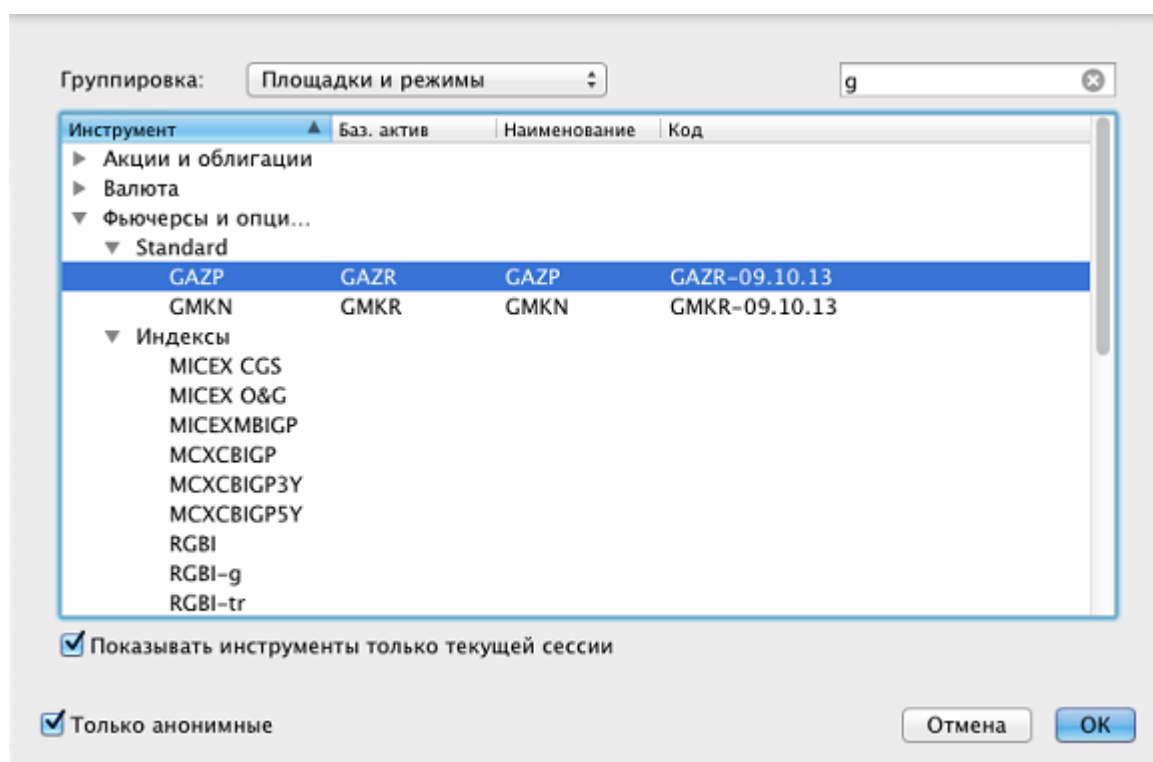 Группировка: Площадки и режимы g
Инструмент Баз. актив Наименование Код
Акции и облигации
Валюта
Фьючерсы и опци...
Standard
GAZP GAZR GAZP GAZR-09.10.13
GMKN GMKR GMKN GMKR-09.10.13
Индексы
MICEX CGS
MICEX O&G
MICEXMBIGP
MCXCBIGP
MCXCBIGP3Y
MCXCBIGP5Y
RGBI
RGBI-g
RGBI-tr
Показывать инструменты только текущей сессии
Только анонимные Отмена OK